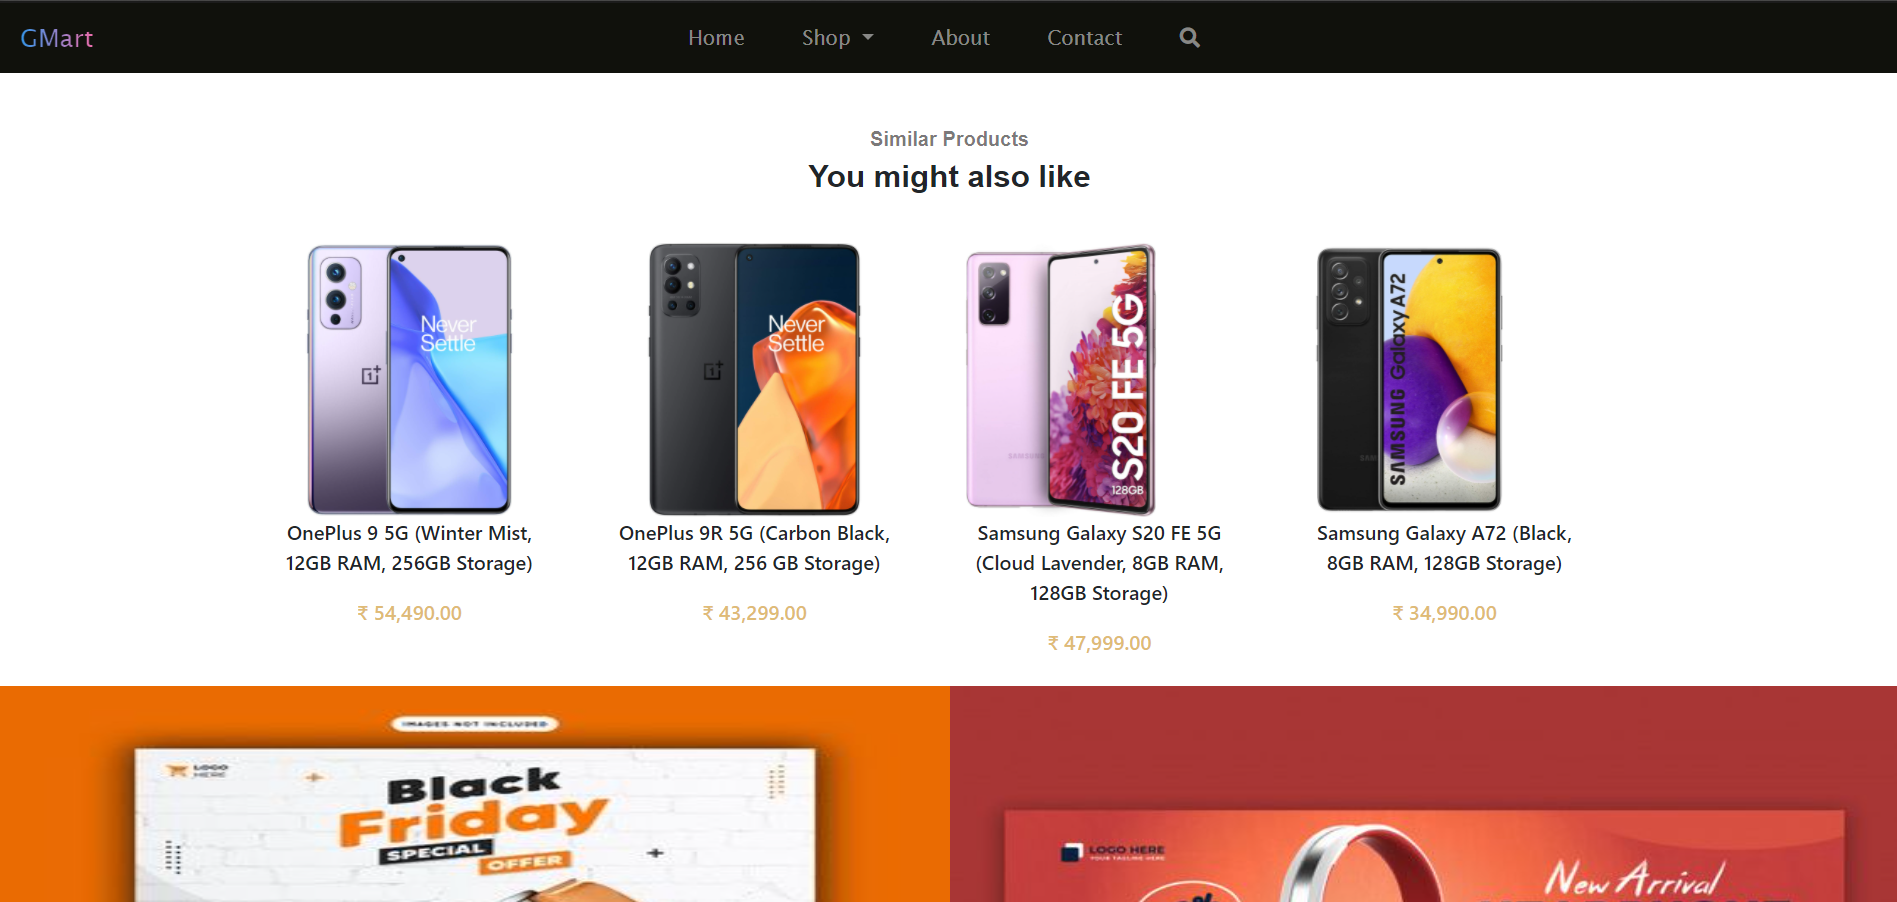 GMart
Home
Shop
About
Contact
Similar Products
You might also like
Never
Settle
Never
Settle
S20 FE 5G
128GB
SAMSUNG
SAMSUNG Galaxy A72
OnePlus 9 5G (Winter Mist,
12GB RAM, 256GB Storage)
₹ 54,490.00
OnePlus 9R 5G (Carbon Black,
12GB RAM, 256 GB Storage)
₹ 43,299.00
Samsung Galaxy S20 FE 5G
(Cloud Lavender, 8GB RAM,
128GB Storage)
₹ 47,999.00
Samsung Galaxy A72 (Black,
8GB RAM, 128GB Storage)
₹ 34,990.00
IMAGES NOT INCLUDED
LOGO
HERE
Black
Friday
SPECIAL
OFFER
LOGO HERE
YOUR TAGLINE HERE
New Arrival